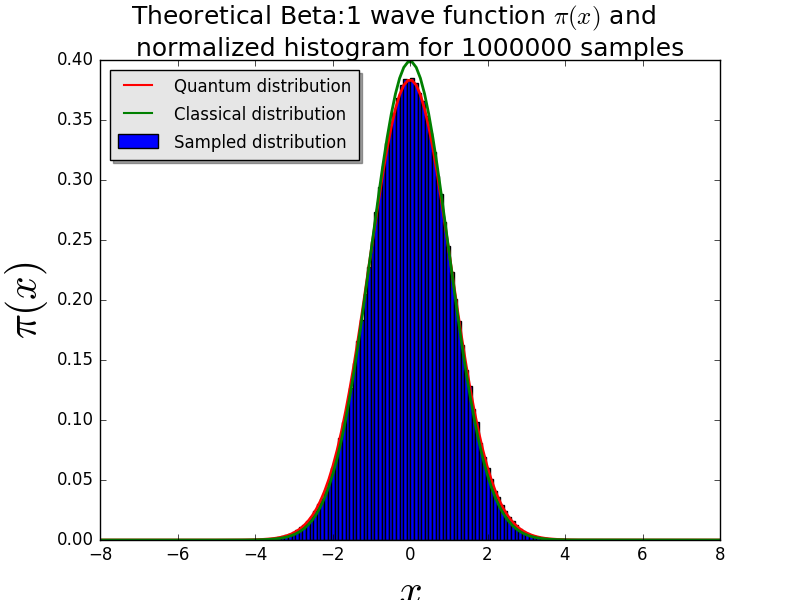 Theoretical Beta:1 wave function π(x) and
normalized histogram for 1000000 samples
Quantum distribution
Classical distribution
Sampled distribution
π(x)
0.40
0.35
0.30
0.25
0.20
0.15
0.10
0.05
0.00
−8 −6 −4 −2 0 2 4 6 8
x